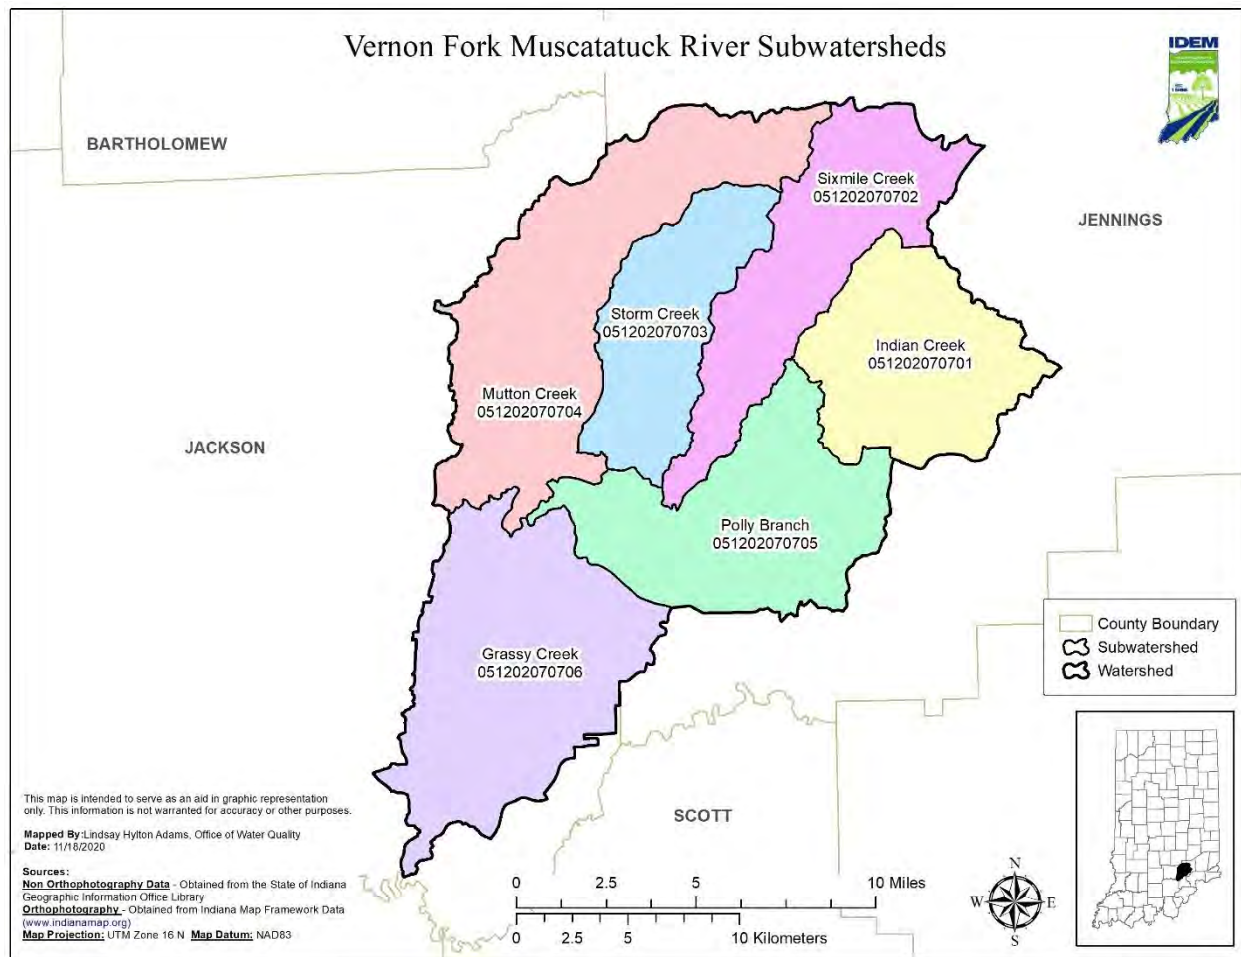 Vernon Fork Muscatatuck River Subwatersheds
IDEM
BARTHOLOMEW
Sixmile Creek
051202070702
JENNINGS
Storm Creek
051202070703
Indian Creek
051202070701
Mutton Creek
051202070704
JACKSON
Polly Branch
051202070705
County Boundary
Subwatershed
Watershed
Grassy Creek
051202070706
SCOTT
This map is intended to serve as an aid in graphic representation
only. This information is not warranted for accuracy or other purposes.
Mapped By:Lindsay Hylton Adams, Office of Water Quality
Date: 11/18/2020
Sources:
Non Orthophotography Data - Obtained from the State of Indiana
Geographic Information Office Library
Orthophotography - Obtained from Indiana Map Framework Data
(www.indianamap.org)
Map Projection: UTM Zone 16 N Map Datum: NAD83
0 2.5 5 10 Miles
0 2.5 5 10 Kilometers
N
W E
S